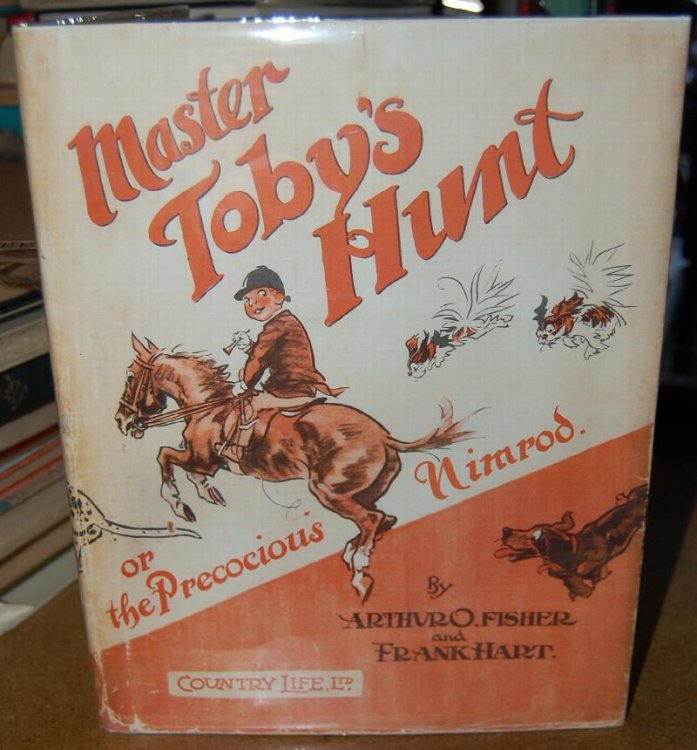 Master
Toby's
Hunt
or
the Precocious
Nimrod.
By
ARTHUR O. FISHER
and
FRANK HART.
COUNTRY LIFE, LTD.